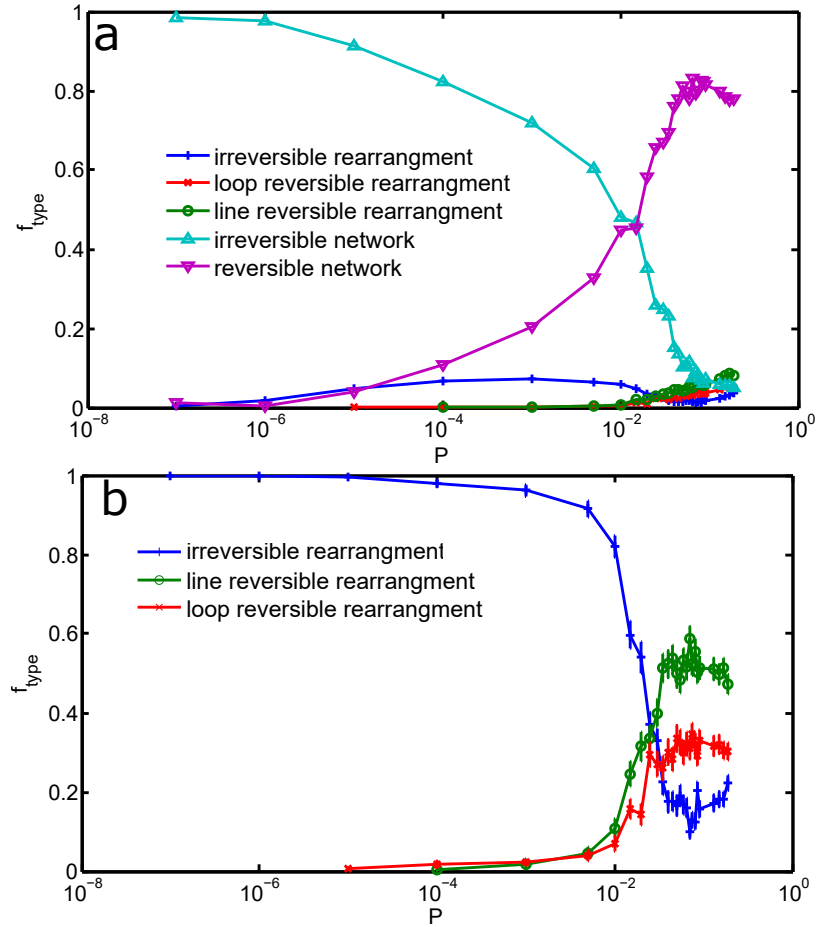 a
1
0.8
0.6
0.4
0.2
0
f_type
irreversible rearrangment
loop reversible rearrangment
line reversible rearrangment
irreversible network
reversible network
10^−8
10^−6
10^−4
10^−2
10^0
P
b
1
0.8
0.6
0.4
0.2
0
f_type
irreversible rearrangment
line reversible rearrangment
loop reversible rearrangment
10^−8
10^−6
10^−4
10^−2
10^0
P